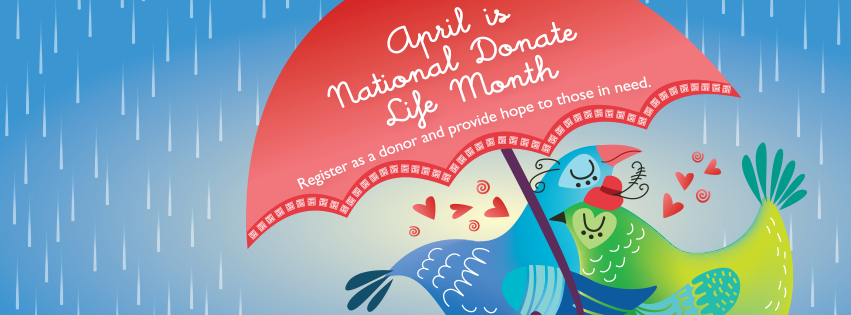 April is
National Donate
Life Month
Register as a donor and provide hope to those in need.